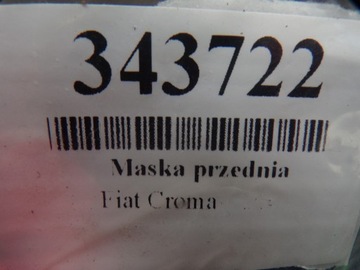 343722
Maska przednia
Fiat Croma